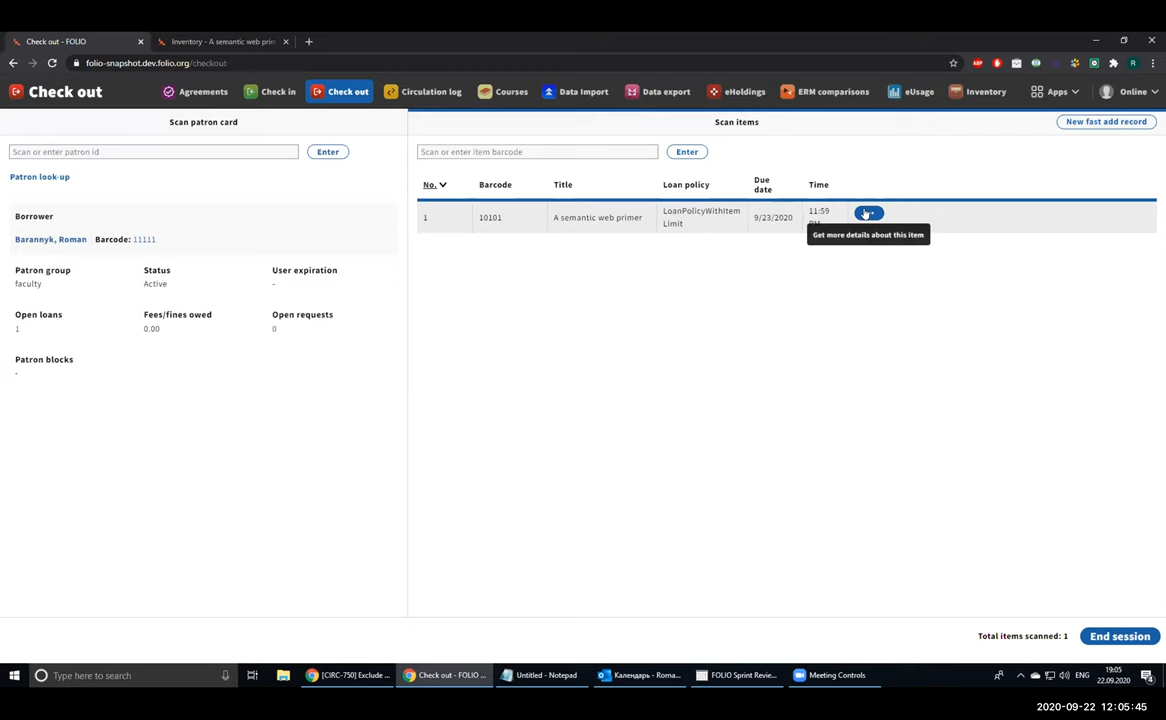 Check out - FOLIO
Inventory - A semantic web prim
folio-snapshot.dev.folio.org/checkout
ABP
R
Check out
Agreements
Check in
Check out
Circulation log
Courses
Data Import
Data export
eHoldings
ERM comparisons
eUsage
Inventory
Apps
Online
Scan patron card
Scan items
New fast add record
Scan or enter patron id
Enter
Scan or enter item barcode
Enter
Patron look-up
No.
Barcode
Title
Loan policy
Due
date
Time
Borrower
1
10101
A semantic web primer
LoanPolicyWithItem
Limit
9/23/2020
11:59
Get more details about this item
Barannyk, Roman Barcode: 11111
Patron group
Status
User expiration
faculty
Active
-
Open loans
Fees/fines owed
Open requests
1
0.00
0
Patron blocks
-
Total items scanned: 1
End session
Type here to search
[CIRC-750] Exclude ...
Check out - FOLIO ...
Untitled - Notepad
Календарь - Roma...
FOLIO Sprint Revie...
Meeting Controls
ENG
19:05
22.09.2020
4
2020-09-22 12:05:45